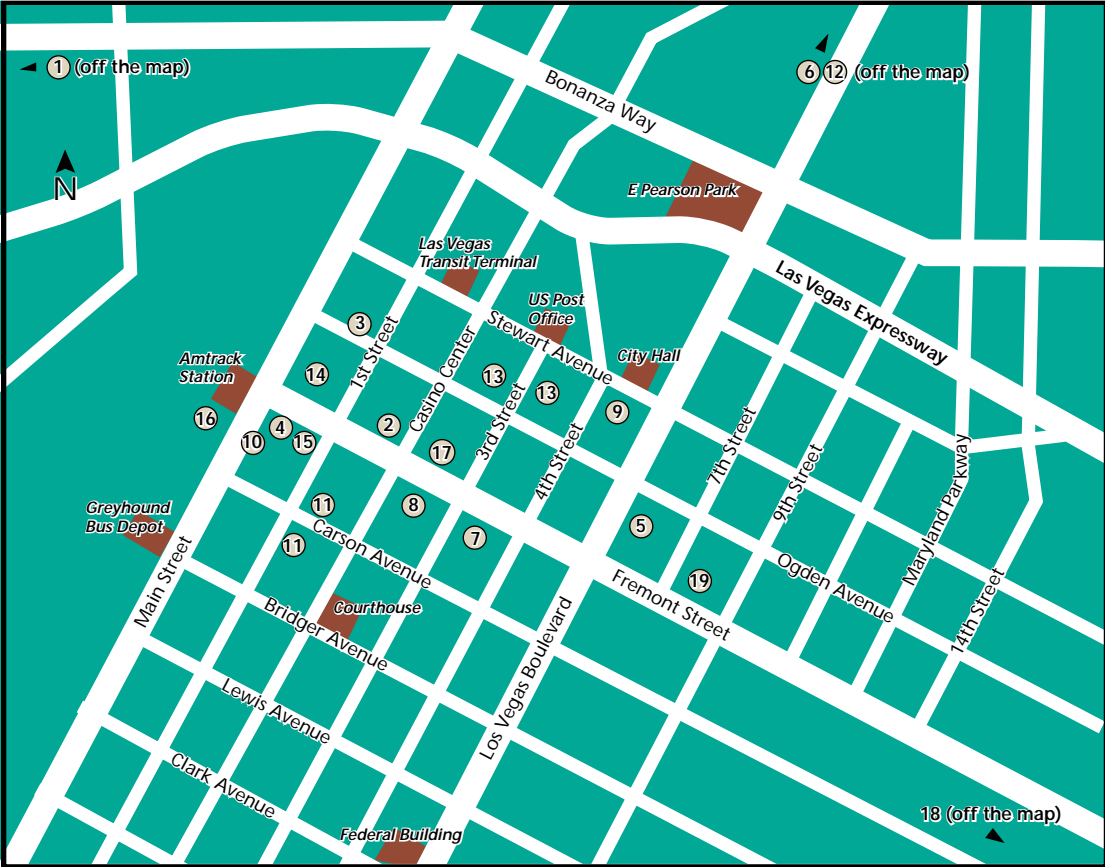 1 (off the map)
6 12 (off the map)
Bonanza Way
N
E Pearson Park
Las Vegas
Transit Terminal
Las Vegas Expressway
US Post
Office
Stewart Avenue
City Hall
3
1st Street
Casino Center
Amtrack
Station
14
13
13
9
16
10
4
15
2
17
3rd Street
4th Street
7th Street
9th Street
Maryland Parkway
14th Street
Greyhound
Bus Depot
11
11
8
7
5
19
Carson Avenue
Ogden Avenue
Fremont Street
Main Street
Courthouse
Bridger Avenue
Los Vegas Boulevard
Lewis Avenue
Clark Avenue
Federal Building
18 (off the map)